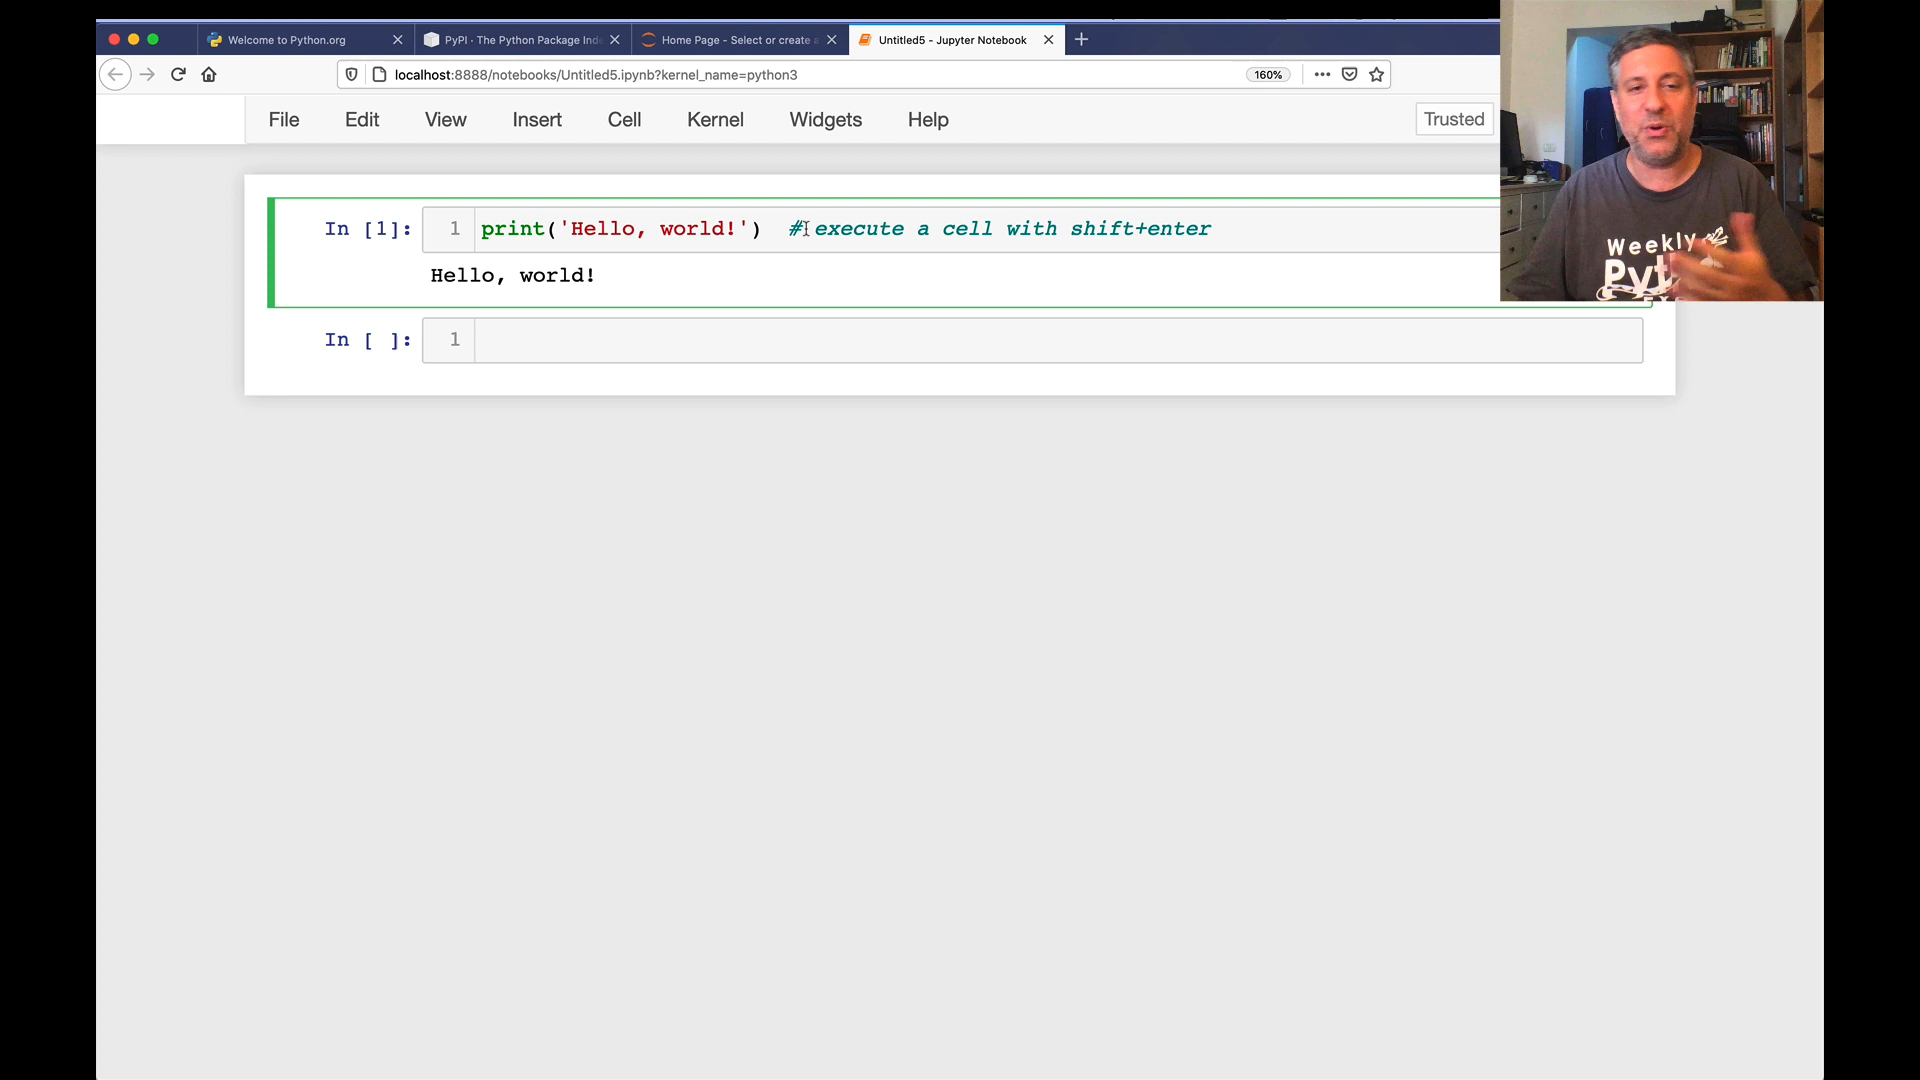 Welcome to Python.org
PyPI · The Python Package Ind
Home Page - Select or create a
Untitled5 - Jupyter Notebook
localhost:8888/notebooks/Untitled5.ipynb?kernel_name=python3
160%
File Edit View Insert Cell Kernel Widgets Help
Trusted
In [1]: 1 print('Hello, world!') # execute a cell with shift+enter
Hello, world!
In [ ]: 1
Weekly
Pyt